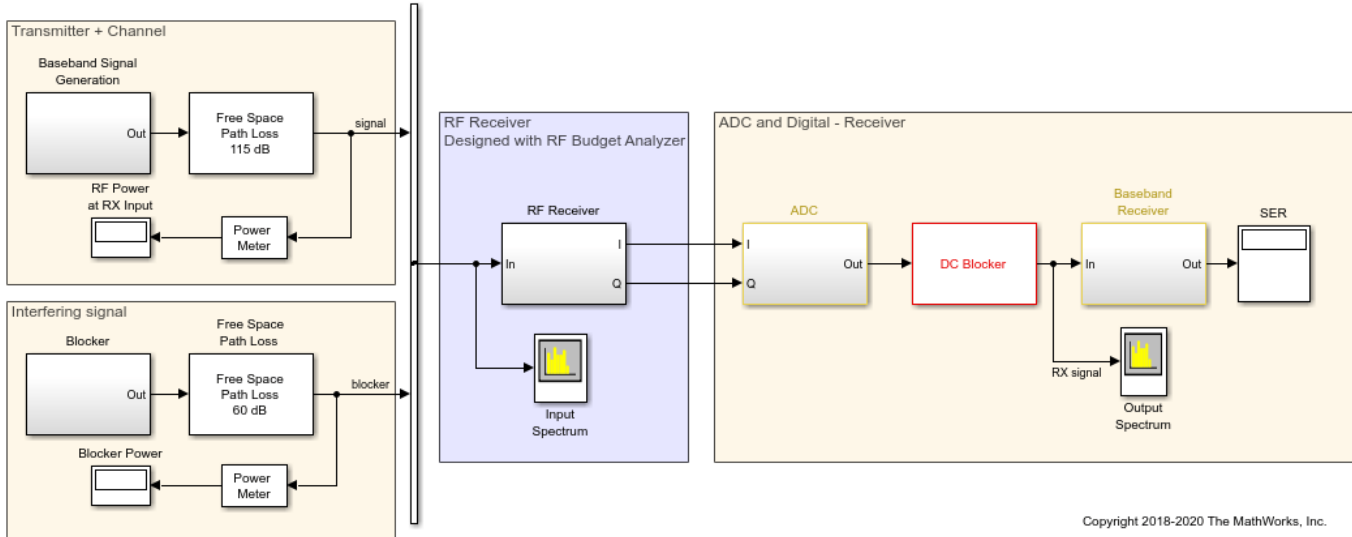 Transmitter + Channel
Baseband Signal
Generation
Out
Free Space
Path Loss
115 dB
signal
RF Power
at RX Input
Power
Meter
Interfering signal
Blocker
Out
Free Space
Path Loss
Free Space
Path Loss
60 dB
blocker
Blocker Power
Power
Meter
RF Receiver
Designed with RF Budget Analyzer
RF Receiver
In
I
Q
Input
Spectrum
ADC and Digital - Receiver
ADC
I
Q
Out
DC Blocker
RX signal
Baseband
Receiver
In
Out
SER
Output
Spectrum
Copyright 2018-2020 The MathWorks, Inc.